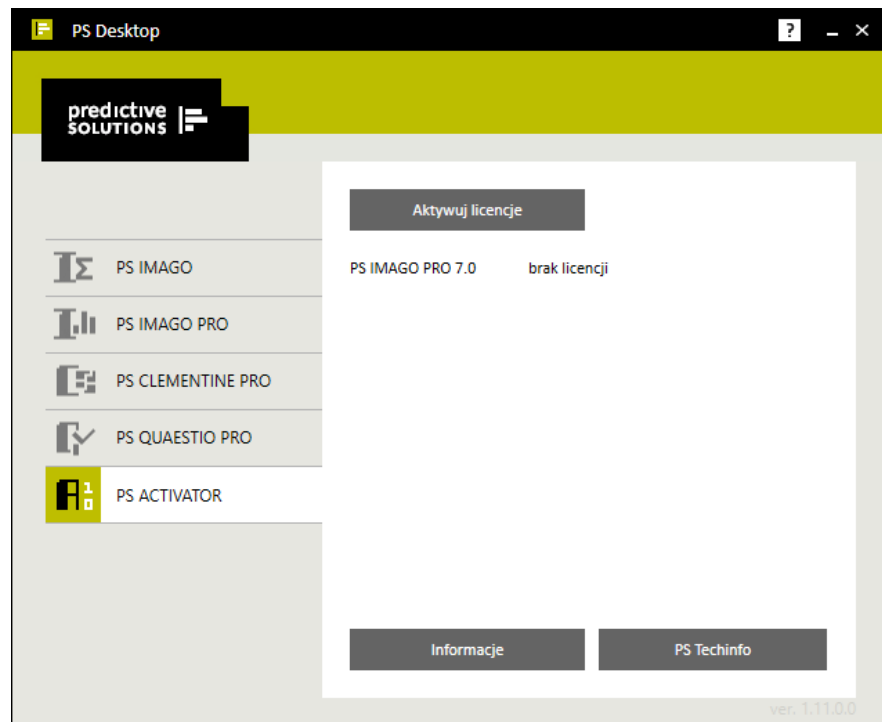 PS Desktop
?
predictive
SOLUTIONS
Aktywuj licencje
PS IMAGO PRO 7.0 brak licencji
PS IMAGO
PS IMAGO PRO
PS CLEMENTINE PRO
PS QUAESTIO PRO
PS ACTIVATOR
Informacje
PS Techinfo
ver. 1.11.0.0